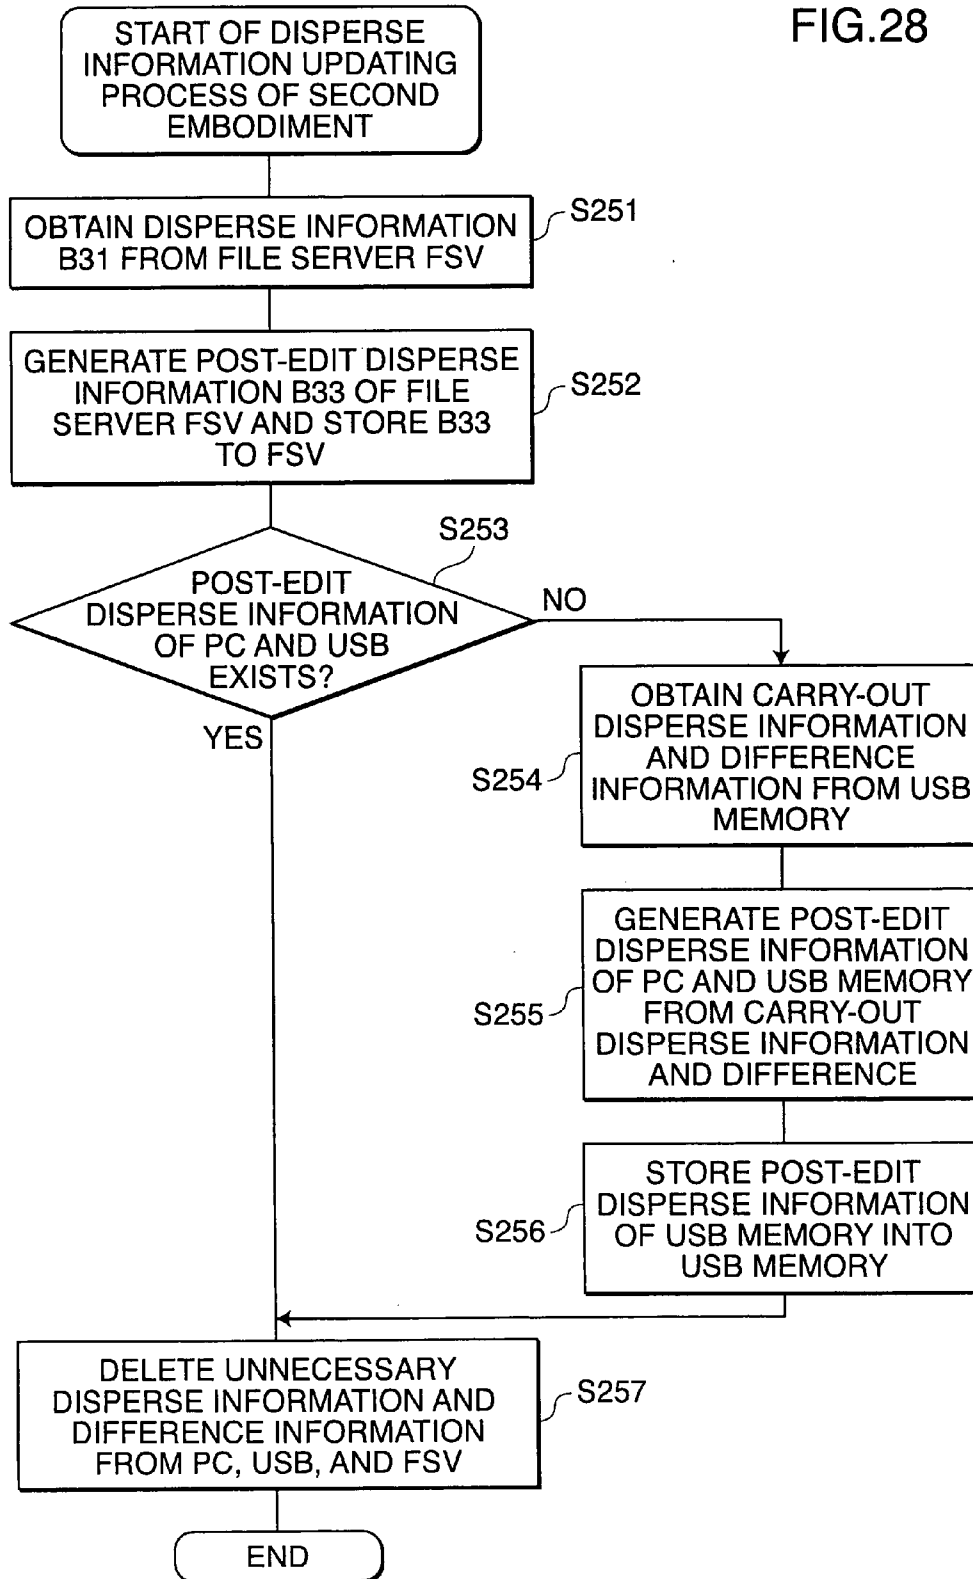 FIG.28
START OF DISPERSE
INFORMATION UPDATING
PROCESS OF SECOND
EMBODIMENT
OBTAIN DISPERSE INFORMATION
B31 FROM FILE SERVER FSV
S251
GENERATE POST-EDIT DISPERSE
INFORMATION B33 OF FILE
SERVER FSV AND STORE B33
TO FSV
S252
S253
POST-EDIT
DISPERSE INFORMATION
OF PC AND USB
EXISTS?
NO
YES
OBTAIN CARRY-OUT
DISPERSE INFORMATION
AND DIFFERENCE
INFORMATION FROM USB
MEMORY
S254
GENERATE POST-EDIT
DISPERSE INFORMATION
OF PC AND USB MEMORY
FROM CARRY-OUT
DISPERSE INFORMATION
AND DIFFERENCE
S255
STORE POST-EDIT
DISPERSE INFORMATION
OF USB MEMORY INTO
USB MEMORY
S256
DELETE UNNECESSARY
DISPERSE INFORMATION AND
DIFFERENCE INFORMATION
FROM PC, USB, AND FSV
S257
END